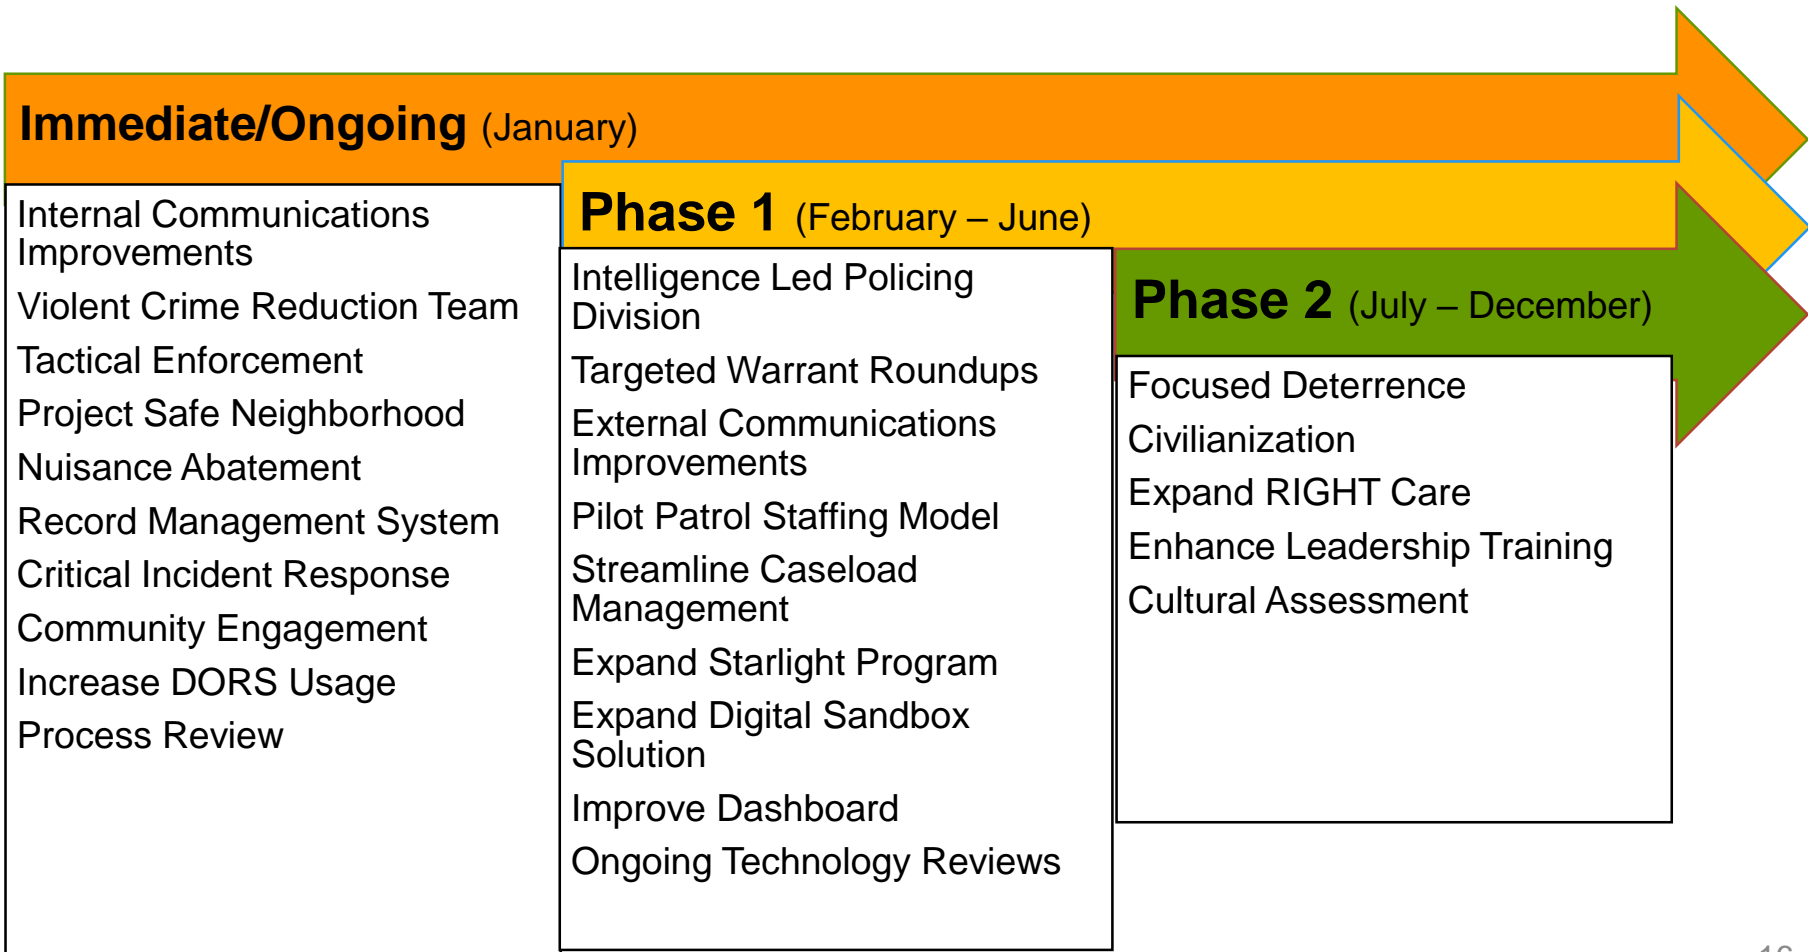 Immediate/Ongoing (January)
Internal Communications
Improvements
Violent Crime Reduction Team
Tactical Enforcement
Project Safe Neighborhood
Nuisance Abatement
Record Management System
Critical Incident Response
Community Engagement
Increase DORS Usage
Process Review
Phase 1 (February – June)
Intelligence Led Policing
Division
Targeted Warrant Roundups
External Communications
Improvements
Pilot Patrol Staffing Model
Streamline Caseload
Management
Expand Starlight Program
Expand Digital Sandbox
Solution
Improve Dashboard
Ongoing Technology Reviews
Phase 2 (July – December)
Focused Deterrence
Civilianization
Expand RIGHT Care
Enhance Leadership Training
Cultural Assessment